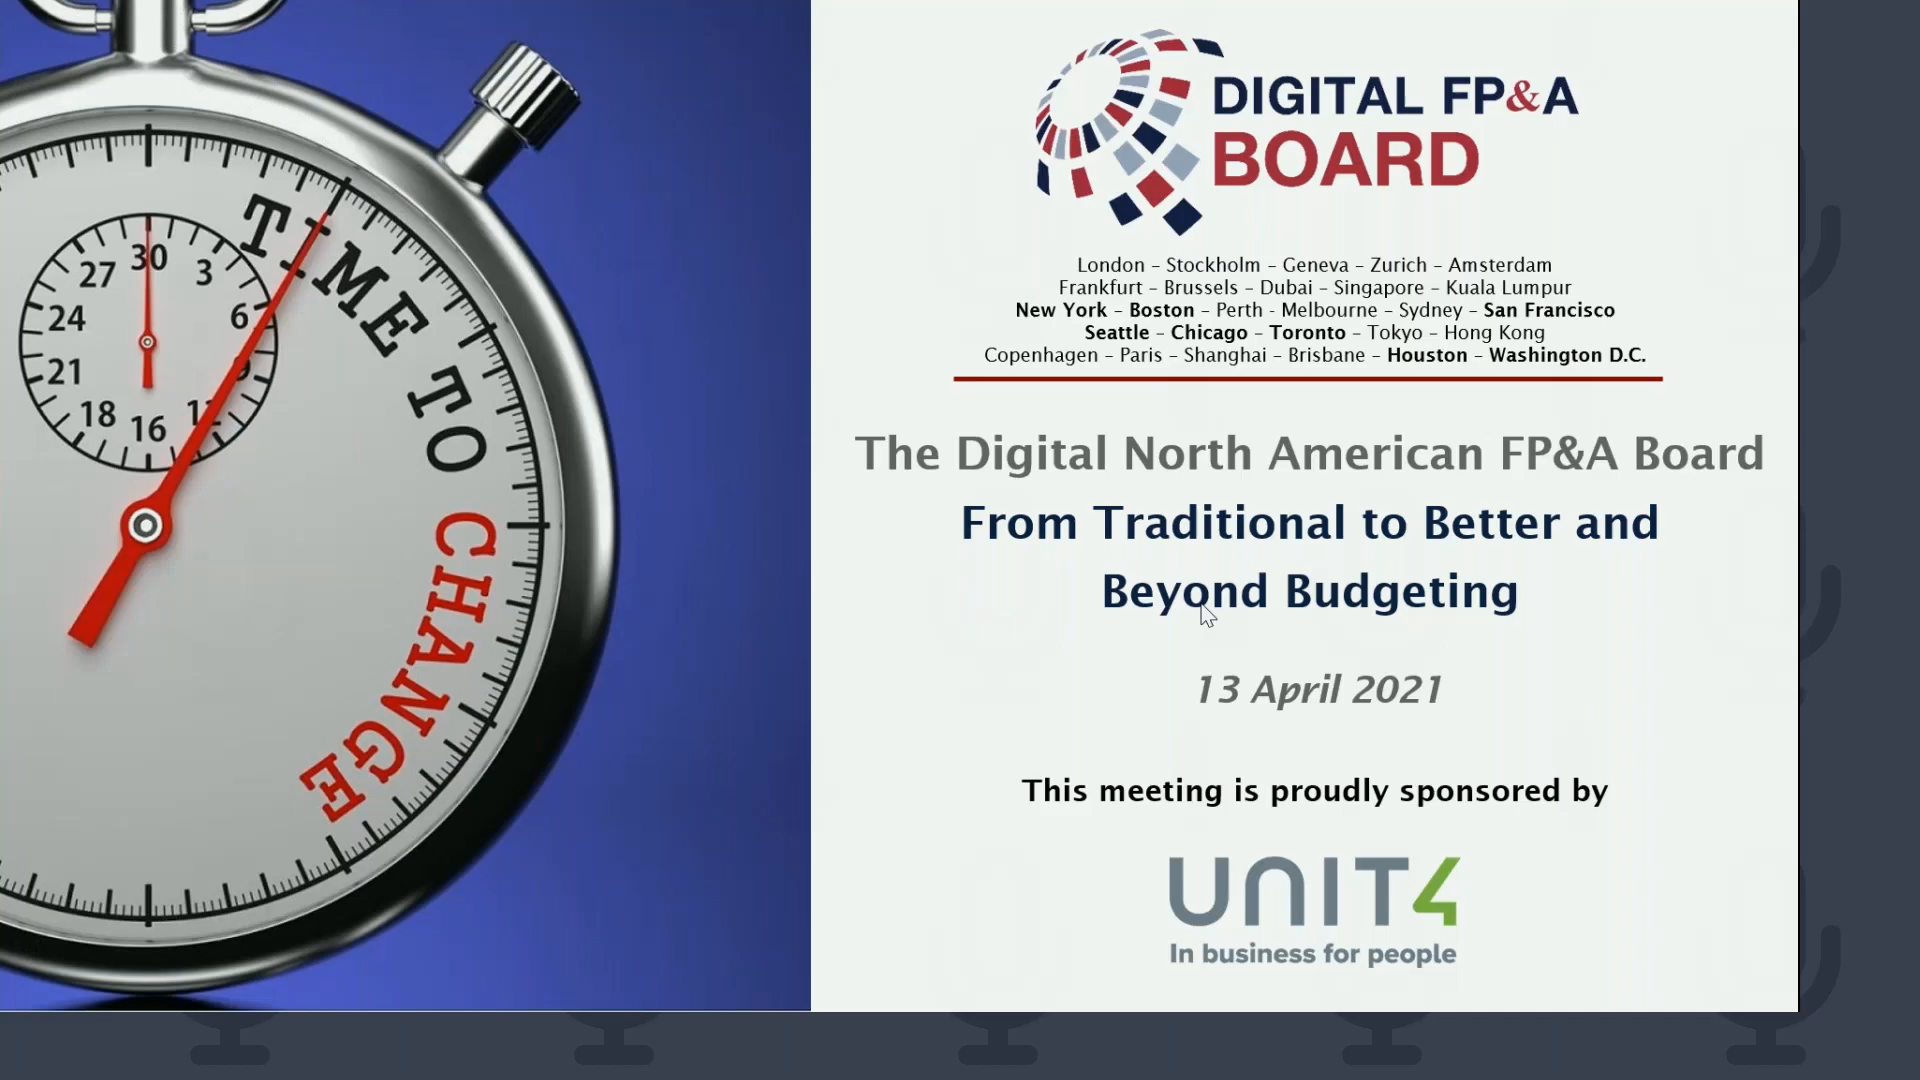 TIME TO CHANGE
30
3
6
9
16
18
21
24
27
DIGITAL FP&A
BOARD
London – Stockholm – Geneva – Zurich – Amsterdam
Frankfurt – Brussels – Dubai – Singapore – Kuala Lumpur
New York – Boston – Perth - Melbourne – Sydney – San Francisco
Seattle – Chicago – Toronto – Tokyo – Hong Kong
Copenhagen – Paris – Shanghai – Brisbane – Houston – Washington D.C.
The Digital North American FP&A Board
From Traditional to Better and
Beyond Budgeting
13 April 2021
This meeting is proudly sponsored by
UNIT4
In business for people